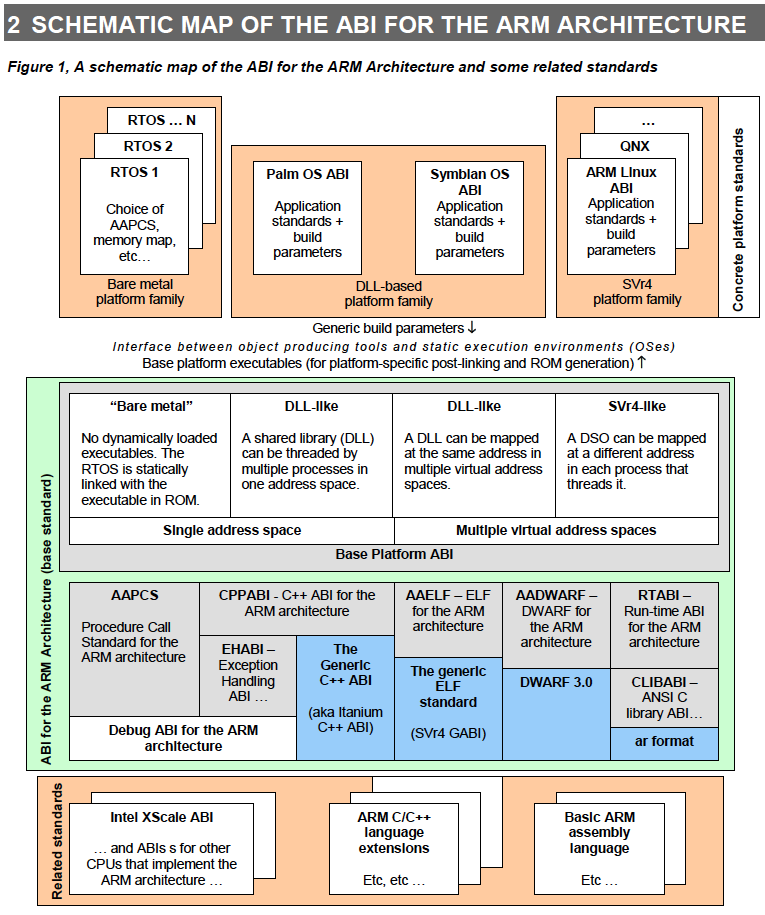 2 SCHEMATIC MAP OF THE ABI FOR THE ARM ARCHITECTURE
Figure 1, A schematic map of the ABI for the ARM Architecture and some related standards
RTOS … N
RTOS 2
RTOS 1
Choice of
AAPCS,
memory map,
etc…
Bare metal
platform family
Palm OS ABI
Application
standards +
build
parameters
Symbian OS
ABI
Application
standards +
build
parameters
DLL-based
platform family
…
QNX
ARM Linux
ABI
Application
standards +
build
parameters
SVr4
platform family
Concrete platform standards
Generic build parameters ↓
Interface between object producing tools and static execution environments (OSes)
Base platform executables (for platform-specific post-linking and ROM generation) ↑
ABI for the ARM Architecture (base standard)
“Bare metal”
No dynamically loaded
executables. The
RTOS is statically
linked with the
executable in ROM.
DLL-like
A shared library (DLL)
can be threaded by
multiple processes in
one address space.
DLL-like
A DLL can be mapped
at the same address in
multiple virtual address
spaces.
SVr4-like
A DSO can be mapped
at a different address
in each process that
threads it.
Single address space
Multiple virtual address spaces
Base Platform ABI
AAPCS
Procedure Call
Standard for the
ARM architecture
CPPABI - C++ ABI for the
ARM architecture
EHABI –
Exception
Handling
ABI …
The
Generic
C++ ABI
(aka Itanium
C++ ABI)
Debug ABI for the ARM
architecture
AAELF – ELF
for the ARM
architecture
The generic
ELF
standard
(SVr4 GABI)
AADWARF –
DWARF for
the ARM
architecture
DWARF 3.0
RTABI –
Run-time ABI
for the ARM
architecture
CLIBABI –
ANSI C
library ABI…
ar format
Related standards
Intel XScale ABI
… and ABIs s for other
CPUs that implement the
ARM architecture …
ARM C/C++
language
extensions
Etc, etc …
Basic ARM
assembly
language
Etc …